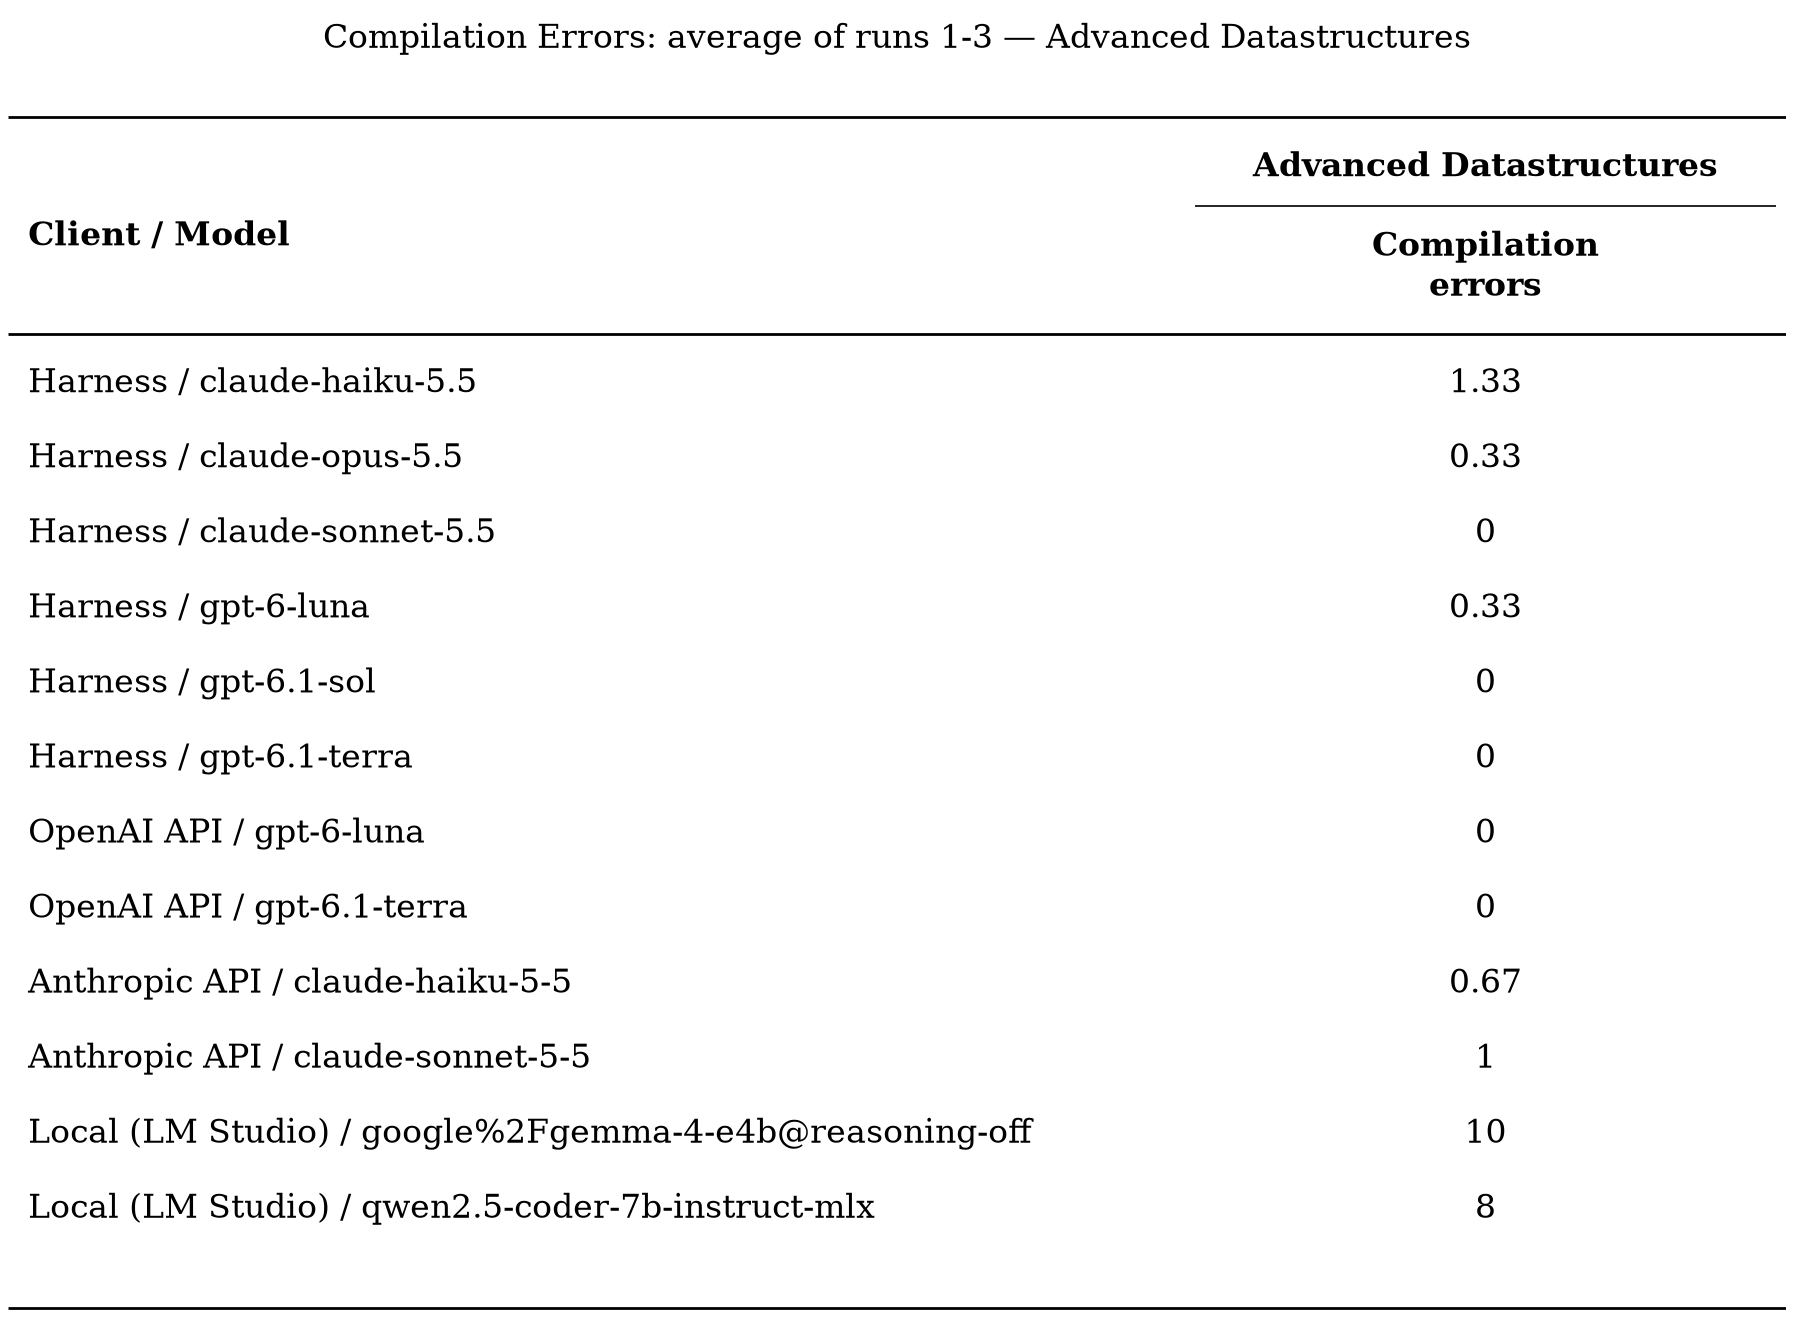 Compilation Errors: average of runs 1-3 — Advanced Datastructures
Advanced Datastructures
Client / Model
Compilation
errors
Harness / claude-haiku-5.5 1.33
Harness / claude-opus-5.5 0.33
Harness / claude-sonnet-5.5 0
Harness / gpt-6-luna 0.33
Harness / gpt-6.1-sol 0
Harness / gpt-6.1-terra 0
OpenAI API / gpt-6-luna 0
OpenAI API / gpt-6.1-terra 0
Anthropic API / claude-haiku-5-5 0.67
Anthropic API / claude-sonnet-5-5 1
Local (LM Studio) / google%2Fgemma-4-e4b@reasoning-off 10
Local (LM Studio) / qwen2.5-coder-7b-instruct-mlx 8